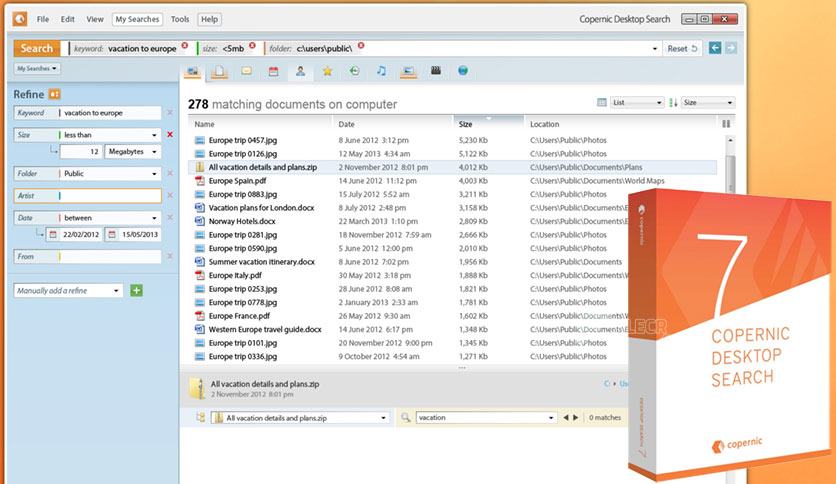 File Edit View My Searches Tools Help
Copernic Desktop Search
Search keyword: vacation to europe size: <5mb folder: c:\users\public\ Reset
My Searches
Refine
Keyword vacation to europe
Size less than
12 Megabytes
Folder Public
Artist
Date between
22/02/2012 15/05/2013
From
Manually add a refine
278 matching documents on computer
List Size
Name Date Size Location
Europe trip 0457.jpg 8 June 2012 3:12 pm 5,230 Kb C:\Users\Public\Photos
Europe trip 0126.jpg 12 May 2013 4:34 am 5,122 Kb C:\Users\Public\Photos
All vacation details and plans.zip 2 November 2012 8:01 pm 4,012 Kb C:\Users\Public\Documents\Plans
Europe Spain.pdf 14 June 2012 11:12 pm 4,003 Kb C:\Users\Public\Documents\World Maps
Europe trip 0883.jpg 15 July 2012 5:52 am 3,211 Kb C:\Users\Public\Photos
Vacation plans for London.docx 8 July 2012 2:48 pm 3,158 Kb C:\Users\Public\Documents\E
Norway Hotels.docx 22 March 2013 1:10 pm 2,809 Kb C:\Users\Public\Documents\E
Europe trip 0281.jpg 18 November 2012 7:59 am 2,666 Kb C:\Users\Public\Photos
Europe trip 0590.jpg 5 June 2012 12:00 pm 2,010 Kb C:\Users\Public\Photos
Summer vacation itinerary.docx 8 June 2012 7:02 pm 1,956 Kb C:\Users\Public\Documents
Europe Italy.pdf 30 May 2012 3:18 pm 1,888 Kb C:\Users\Public\Documents\W
Europe trip 0253.jpg 28 June 2012 8:08 am 1,821 Kb C:\Users\Public\Photos
Europe trip 0778.jpg 2 January 2013 2:33 am 1,781 Kb C:\Users\Public\Photos
Europe France.pdf 26 May 2012 9:30 am 1,602 Kb C:\Users\Public\Documents\W
Western Europe travel guide.docx 14 June 2012 6:17 pm 1,348 Kb C:\Users\Public\Documents\E
Europe trip 0101.jpg 20 November 2012 9:00 pm 1,345 Kb C:\Users\Public\Photos
Europe trip 0336.jpg 9 October 2012 4:54 am 1,271 Kb C:\Users\Public\Photos
All vacation details and plans.zip
2 November 2012 8:01 pm
C:
All vacation details and plans.zip vacation 0 matches
copernic
7
COPERNIC
DESKTOP
SEARCH
DESKTOP SEARCH 7
copernic